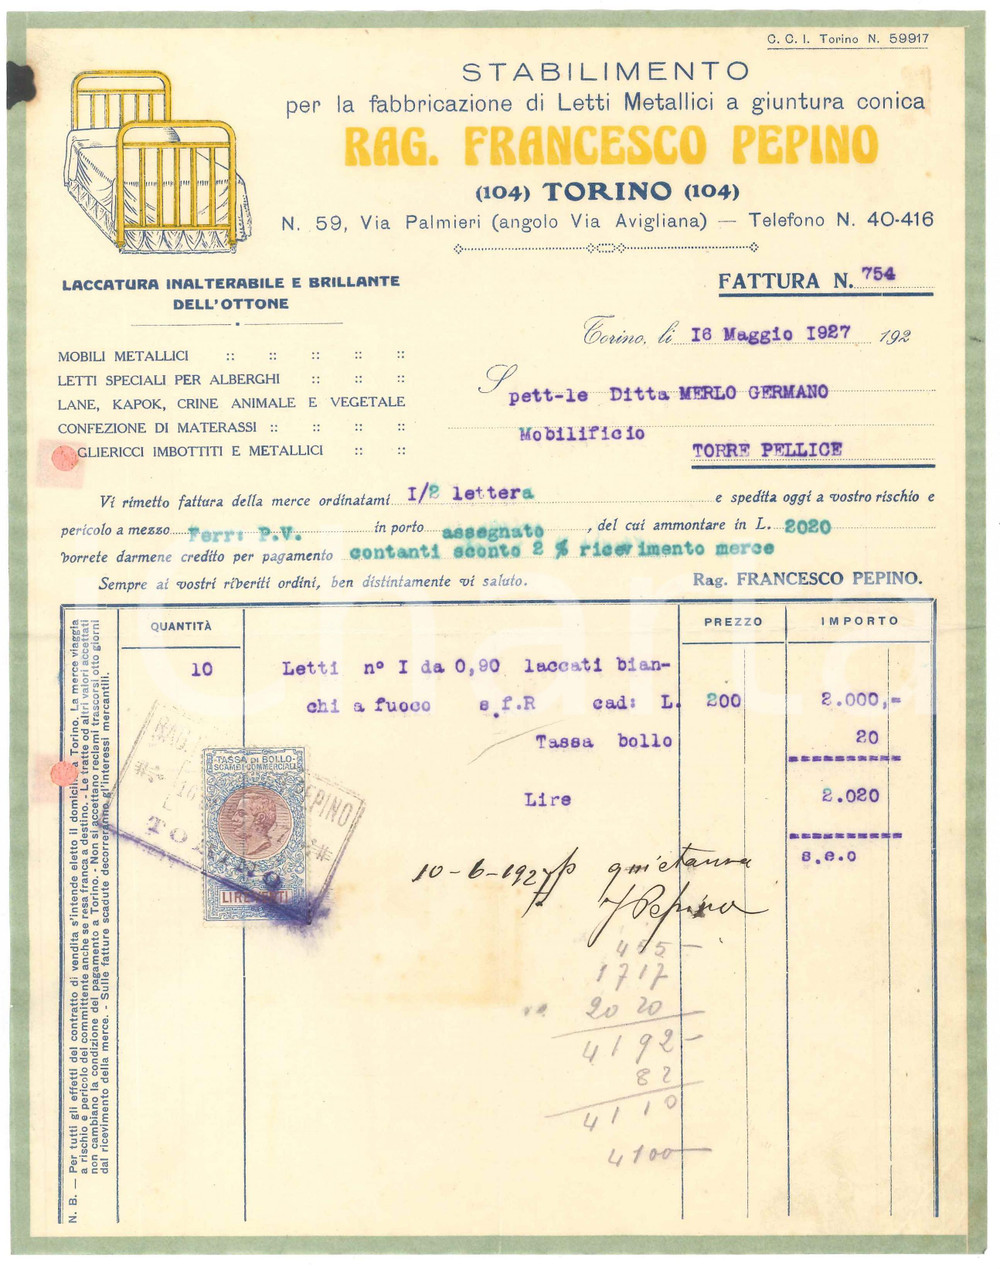 C. C. I. Torino N. 59917
STABILIMENTO
per la fabbricazione di Letti Metallici a giuntura conica
RAG. FRANCESCO PEPINO
(104) TORINO (104)
N. 59, Via Palmieri (angolo Via Avigliana) — Telefono N. 40-416
LACCATURA INALTERABILE E BRILLANTE
DELL'OTTONE
FATTURA N. 754
Torino, li 16 Maggio 1927 192
MOBILI METALLICI :: :: :: :: ::
LETTI SPECIALI PER ALBERGHI :: :: ::
LANE, KAPOK, CRINE ANIMALE E VEGETALE
CONFEZIONE DI MATERASSI :: :: :: ::
GLIERICCI IMBOTTITI E METALLICI :: ::
Spett-le Ditta MERLO GERMANO
Mobilificio
TORRE PELLICE
Vi rimetto fattura della merce ordinatami I/2 lettera e spedita oggi a vostro rischio e
pericolo a mezzo Ferr: P.V. in porto assegnato, del cui ammontare in L. 2020
vorrete darmene credito per pagamento contanti sconto 2 % ricevimento merce
Sempre ai vostri riveriti ordini, ben distintamente vi saluto. Rag. FRANCESCO PEPINO.
QUANTITÀ PREZZO IMPORTO
10 Letti n° I da 0,90 laccati bian-
chi a fuoco s.f.R cad: L. 200 2.000,=
Tassa bollo 20
Lire 2.020
s.e.o
RAG. PEPINO
TORINO
TASSA DI BOLLO
SCAMBI COMMERCIALI
LIRE VENTI
10-6-1927 p quietanza
Pepino
455-
1717
2020
4192-
82
4110
4100
N. B. — Per tutti gli effetti del contratto di vendita s'intende eletto il domicilio a Torino. La merce viaggia
a rischio e pericolo del committente anche se resa franca a destino. - Le tratte od altri valori accettati
non cambiano la condizione del pagamento a Torino. - Non si accettano reclami trascorsi otto giorni
dal ricevimento della merce. - Sulle fatture scadute decorreranno gl'interessi mercantili.